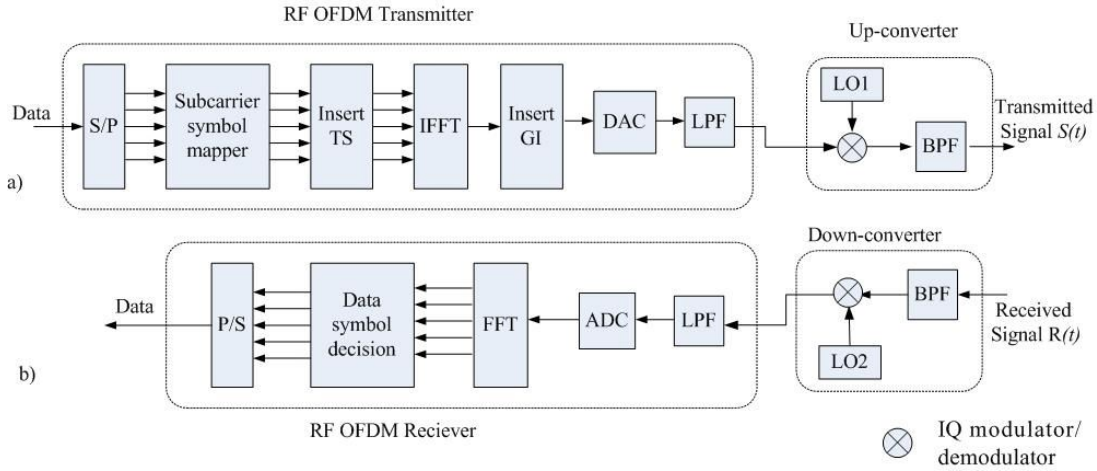 RF OFDM Transmitter
Up-converter
Data
S/P
Subcarrier
symbol
mapper
Insert
TS
IFFT
Insert
GI
DAC
LPF
LO1
BPF
Transmitted
Signal S(t)
a)
Down-converter
Data
P/S
Data
symbol
decision
FFT
ADC
LPF
BPF
LO2
Received
Signal R(t)
b)
RF OFDM Reciever
IQ modulator/
demodulator